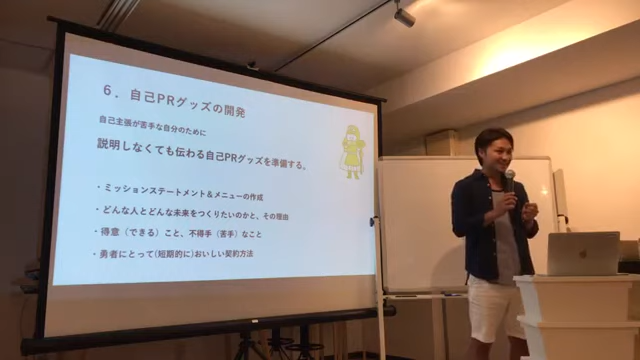 6．自己PRグッズの開発
自己主張が苦手な自分のために
説明しなくても伝わる自己PRグッズを準備する。
・ミッションステートメント＆メニューの作成
・どんな人とどんな未来をつくりたいのかと、その理由
・得意（できる）こと、不得手（苦手）なこと
・勇者にとって(短期的に)おいしい契約方法